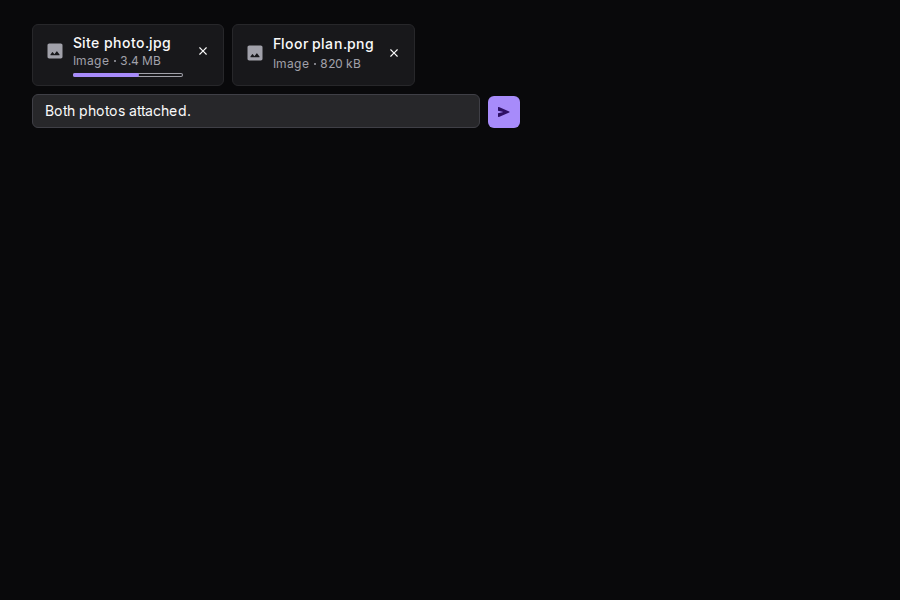 Site photo.jpg
Image · 3.4 MB
Floor plan.png
Image · 820 kB
Both photos attached.